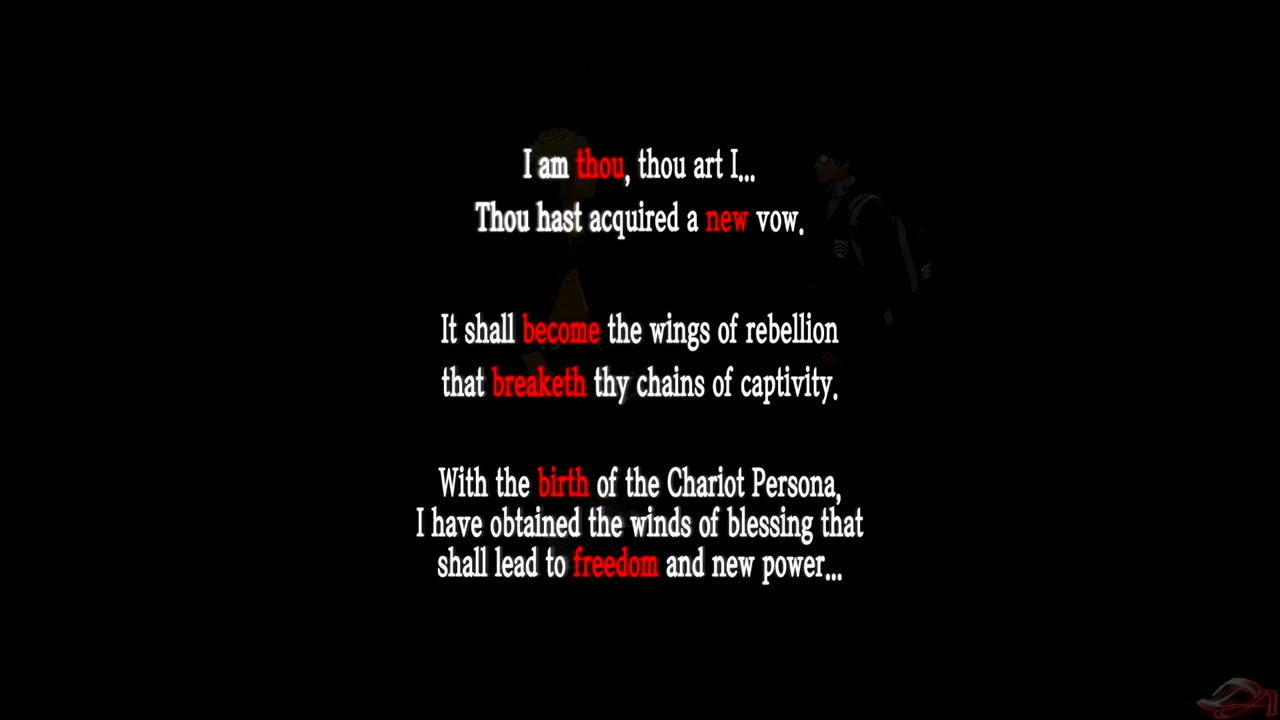 I am thou, thou art I...
Thou hast acquired a new vow.
It shall become the wings of rebellion
that breaketh thy chains of captivity.
With the birth of the Chariot Persona,
I have obtained the winds of blessing that
shall lead to freedom and new power...